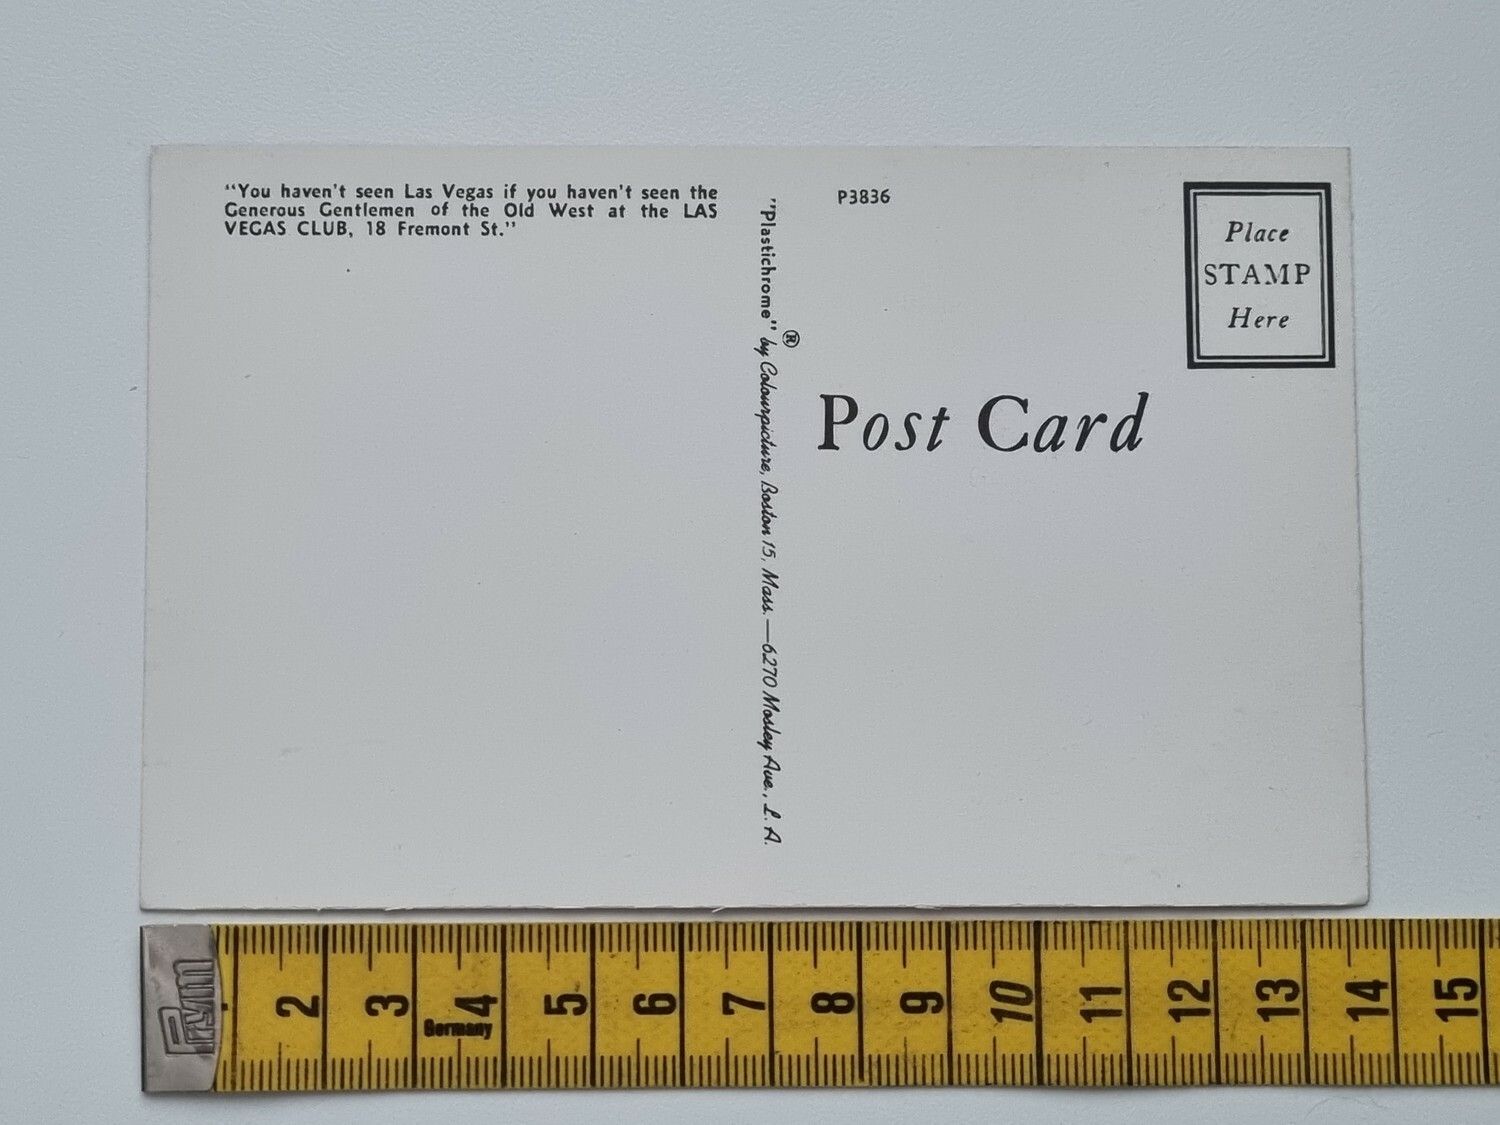 "You haven't seen Las Vegas if you haven't seen the
Generous Gentlemen of the Old West at the LAS
VEGAS CLUB, 18 Fremont St."
"Plastichrome"® by Colourpicture, Boston 15, Mass.—6270 Mosley Ave., L. A.
P3836
Place
STAMP
Here
Post Card
Prym
2 3 4 5 6 7 8 9 10 11 12 13 14 15
Germany